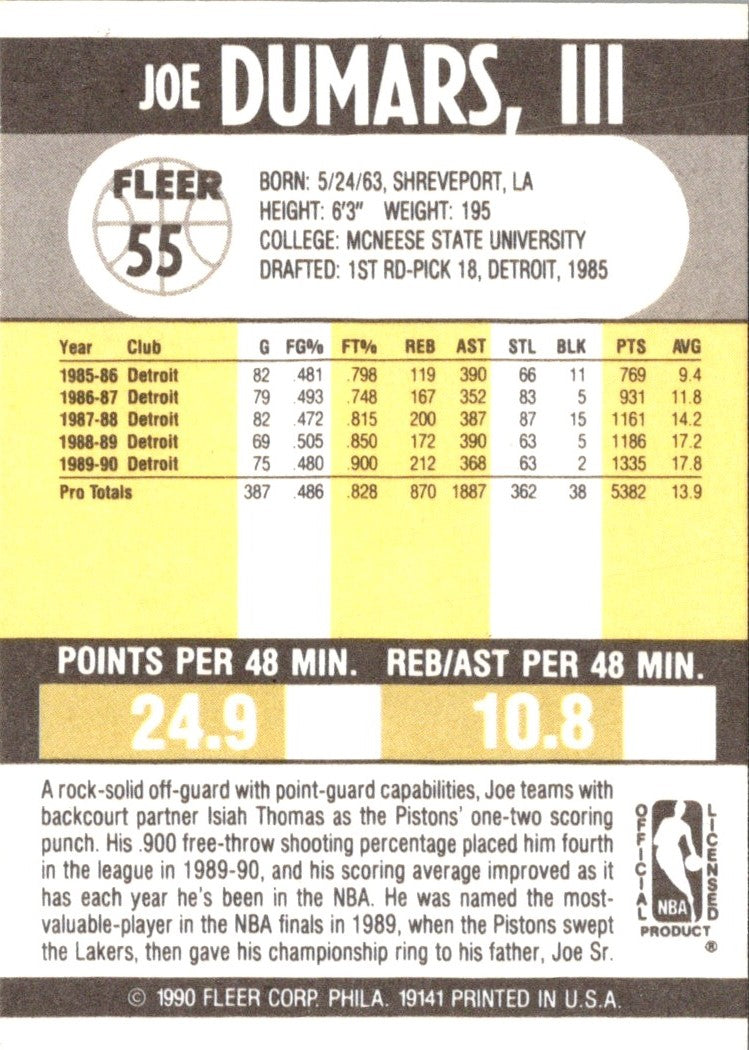 JOE DUMARS, III
FLEER
55
BORN: 5/24/63, SHREVEPORT, LA
HEIGHT: 6'3" WEIGHT: 195
COLLEGE: MCNEESE STATE UNIVERSITY
DRAFTED: 1ST RD-PICK 18, DETROIT, 1985
Year Club G FG% FT% REB AST STL BLK PTS AVG
1985-86 Detroit 82 .481 .798 119 390 66 11 769 9.4
1986-87 Detroit 79 .493 .748 167 352 83 5 931 11.8
1987-88 Detroit 82 .472 .815 200 387 87 15 1161 14.2
1988-89 Detroit 69 .505 .850 172 390 63 5 1186 17.2
1989-90 Detroit 75 .480 .900 212 368 63 2 1335 17.8
Pro Totals 387 .486 .828 870 1887 362 38 5382 13.9
POINTS PER 48 MIN. REB/AST PER 48 MIN.
24.9 10.8
A rock-solid off-guard with point-guard capabilities, Joe teams with
backcourt partner Isiah Thomas as the Pistons' one-two scoring
punch. His .900 free-throw shooting percentage placed him fourth
in the league in 1989-90, and his scoring average improved as it
has each year he's been in the NBA. He was named the most-
valuable-player in the NBA finals in 1989, when the Pistons swept
the Lakers, then gave his championship ring to his father, Joe Sr.
OFFICIAL
NBA
LICENSED
PRODUCT
®
© 1990 FLEER CORP. PHILA. 19141 PRINTED IN U.S.A.